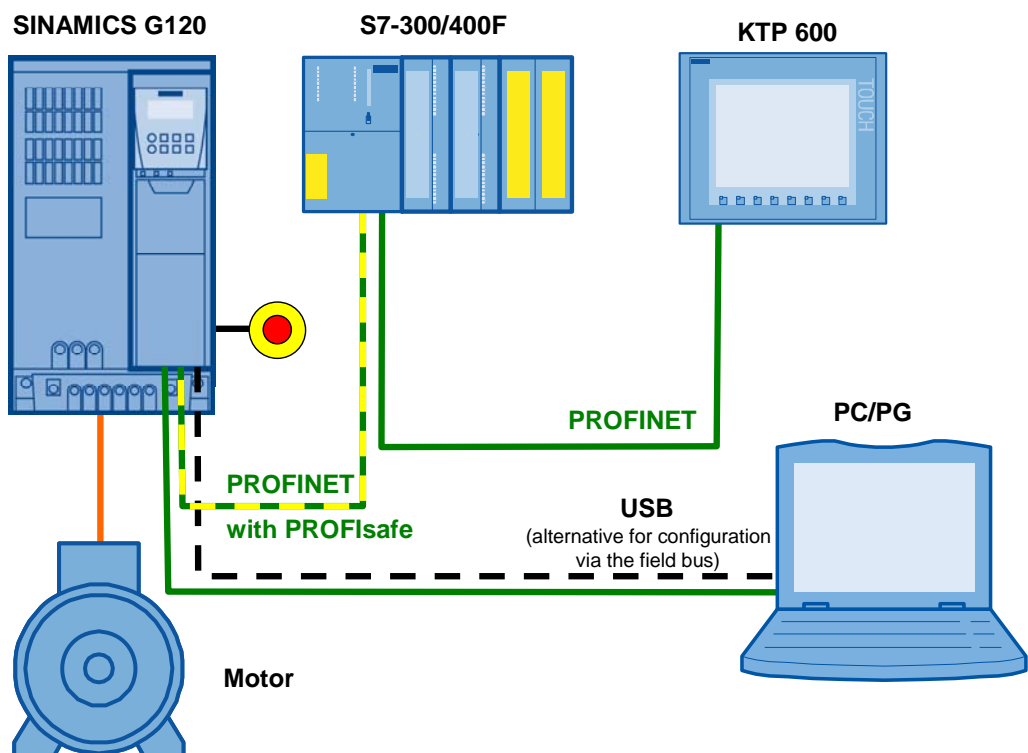 SINAMICS G120
S7-300/400F
KTP 600
TOUCH
PROFINET
PC/PG
PROFINET
with PROFIsafe
USB
(alternative for configuration
via the field bus)
Motor